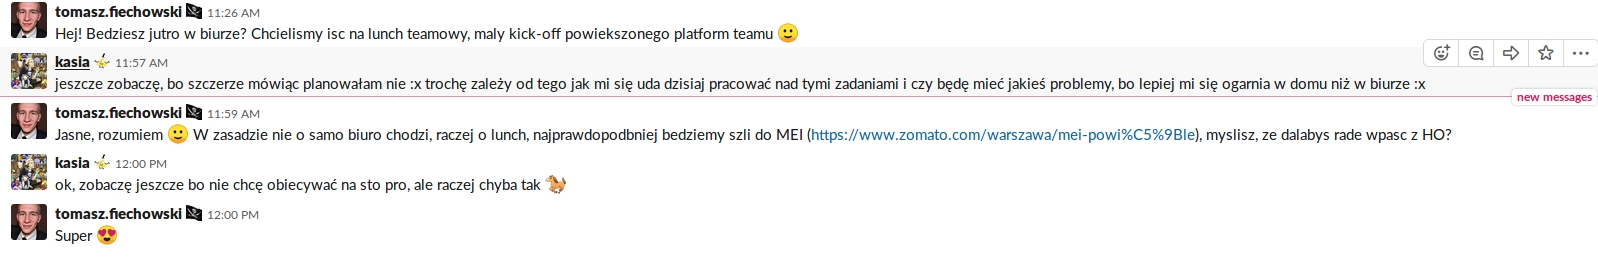 tomasz.fiechowski 11:26 AM
Hej! Bedziesz jutro w biurze? Chcielismy isc na lunch teamowy, maly kick-off powiekszonego platform teamu
kasia 11:57 AM
jeszcze zobaczę, bo szczerze mówiąc planowałam nie :x trochę zależy od tego jak mi się uda dzisiaj pracować nad tymi zadaniami i czy będę mieć jakieś problemy, bo lepiej mi się ogarnia w domu niż w biurze :x
new messages
tomasz.fiechowski 11:59 AM
Jasne, rozumiem W zasadzie nie o samo biuro chodzi, raczej o lunch, najprawdopodbniej bedziemy szli do MEI (https://www.zomato.com/warszawa/mei-powi%C5%9Ble), myslisz, ze dalabys rade wpasc z HO?
kasia 12:00 PM
ok, zobaczę jeszcze bo nie chcę obiecywać na sto pro, ale raczej chyba tak
tomasz.fiechowski 12:00 PM
Super